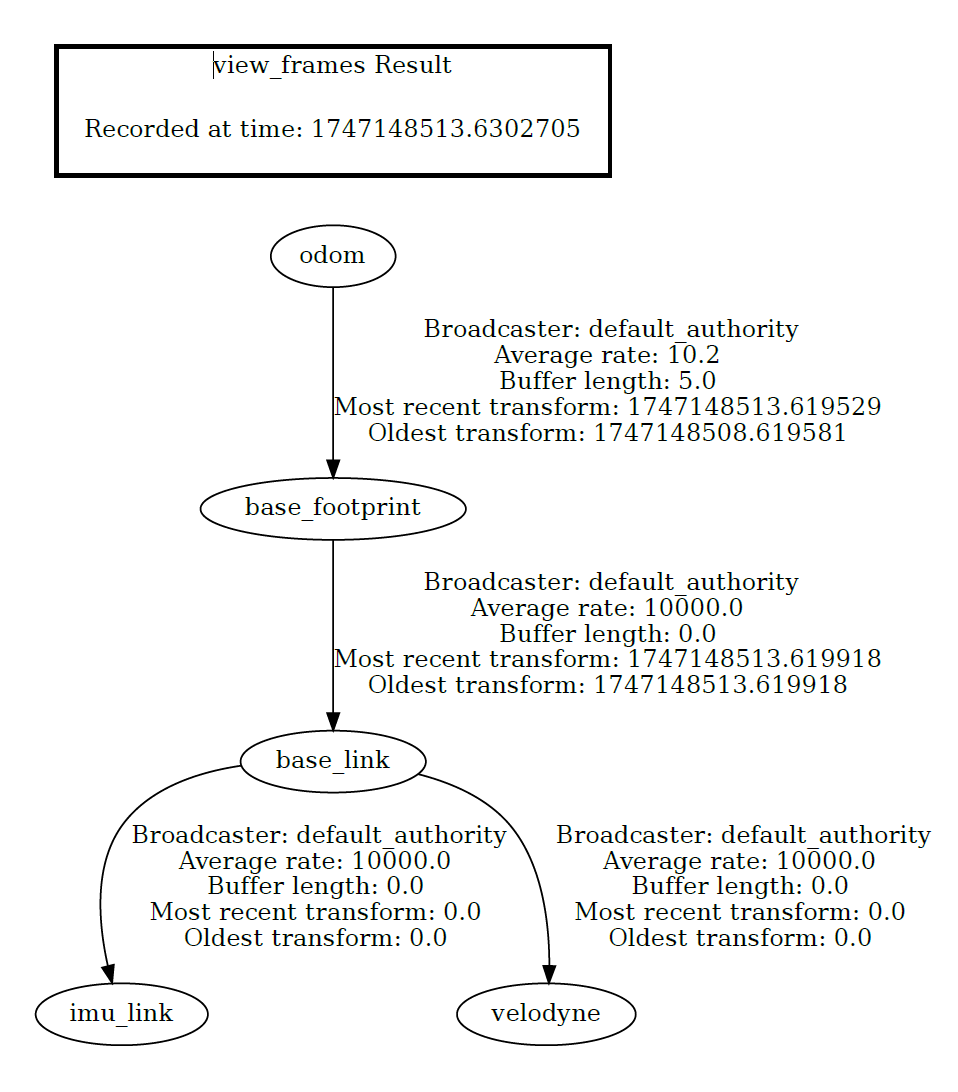 view_frames Result
Recorded at time: 1747148513.6302705
odom
Broadcaster: default_authority
Average rate: 10.2
Buffer length: 5.0
Most recent transform: 1747148513.619529
Oldest transform: 1747148508.619581
base_footprint
Broadcaster: default_authority
Average rate: 10000.0
Buffer length: 0.0
Most recent transform: 1747148513.619918
Oldest transform: 1747148513.619918
base_link
Broadcaster: default_authority
Average rate: 10000.0
Buffer length: 0.0
Most recent transform: 0.0
Oldest transform: 0.0
Broadcaster: default_authority
Average rate: 10000.0
Buffer length: 0.0
Most recent transform: 0.0
Oldest transform: 0.0
imu_link
velodyne